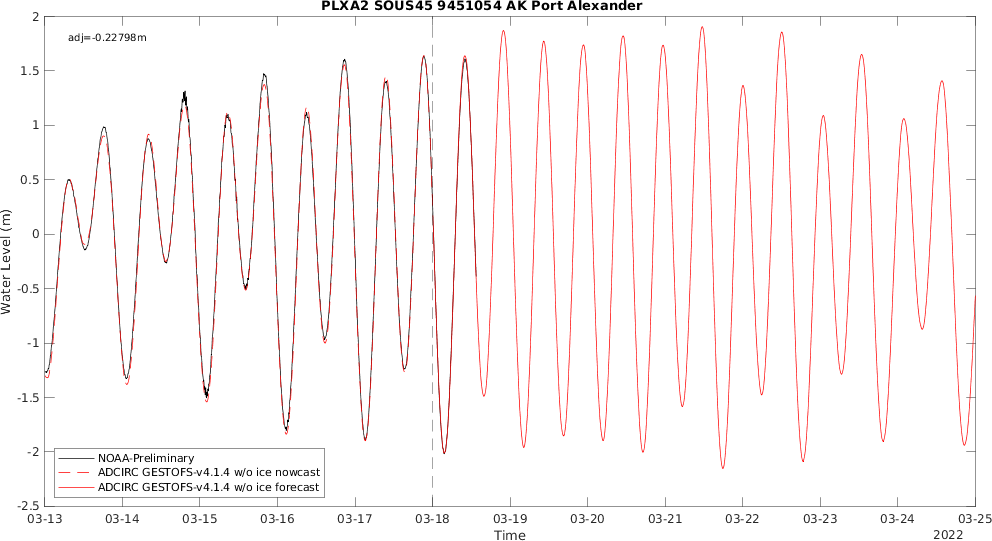 PLXA2 SOUS45 9451054 AK Port Alexander
adj=-0.22798m
2
1.5
1
0.5
0
-0.5
-1
-1.5
-2
-2.5
Water Level (m)
NOAA-Preliminary
ADCIRC GESTOFS-v4.1.4 w/o ice nowcast
ADCIRC GESTOFS-v4.1.4 w/o ice forecast
03-13 03-14 03-15 03-16 03-17 03-18 03-19 03-20 03-21 03-22 03-23 03-24 03-25
Time
2022